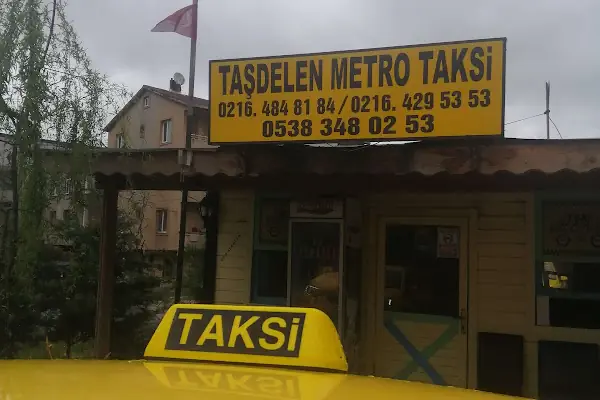 TAŞDELEN METRO TAKSi
0216. 484 81 84 / 0216. 429 53 53
0538 348 02 53
TAKSi